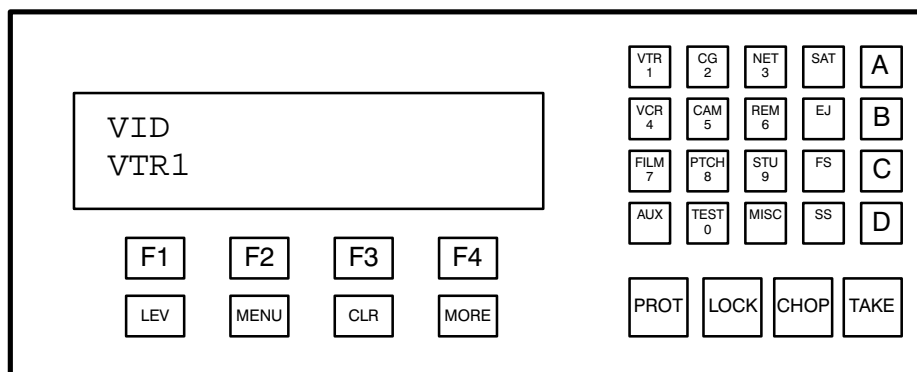 VID
VTR1
F1 F2 F3 F4
LEV MENU CLR MORE
VTR CG NET SAT A
1 2 3
VCR CAM REM EJ B
4 5 6
FILM PTCH STU FS C
7 8 9
AUX TEST MISC SS D
0
PROT LOCK CHOP TAKE